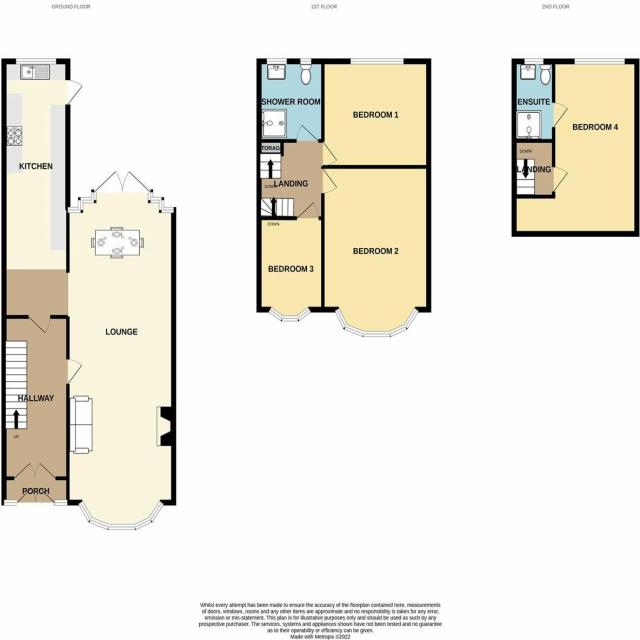 GROUND FLOOR
1ST FLOOR
2ND FLOOR
KITCHEN
LOUNGE
HALLWAY
UP
PORCH
SHOWER ROOM
BEDROOM 1
TORAG
LANDING
DOWN
DOWN
BEDROOM 2
BEDROOM 3
ENSUITE
BEDROOM 4
DOWN
LANDING
Whilst every attempt has been made to ensure the accuracy of the floorplan contained here, measurements
of doors, windows, rooms and any other items are approximate and no responsibility is taken for any error,
omission or mis-statement. This plan is for illustrative purposes only and should be used as such by any
prospective purchaser. The services, systems and appliances shown have not been tested and no guarantee
as to their operability or efficiency can be given.
Made with Metropix ©2022